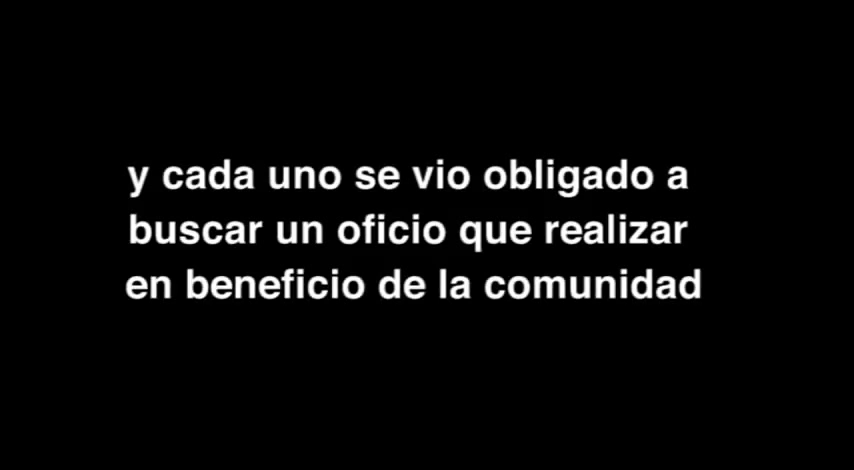 y cada uno se vio obligado a
buscar un oficio que realizar
en beneficio de la comunidad